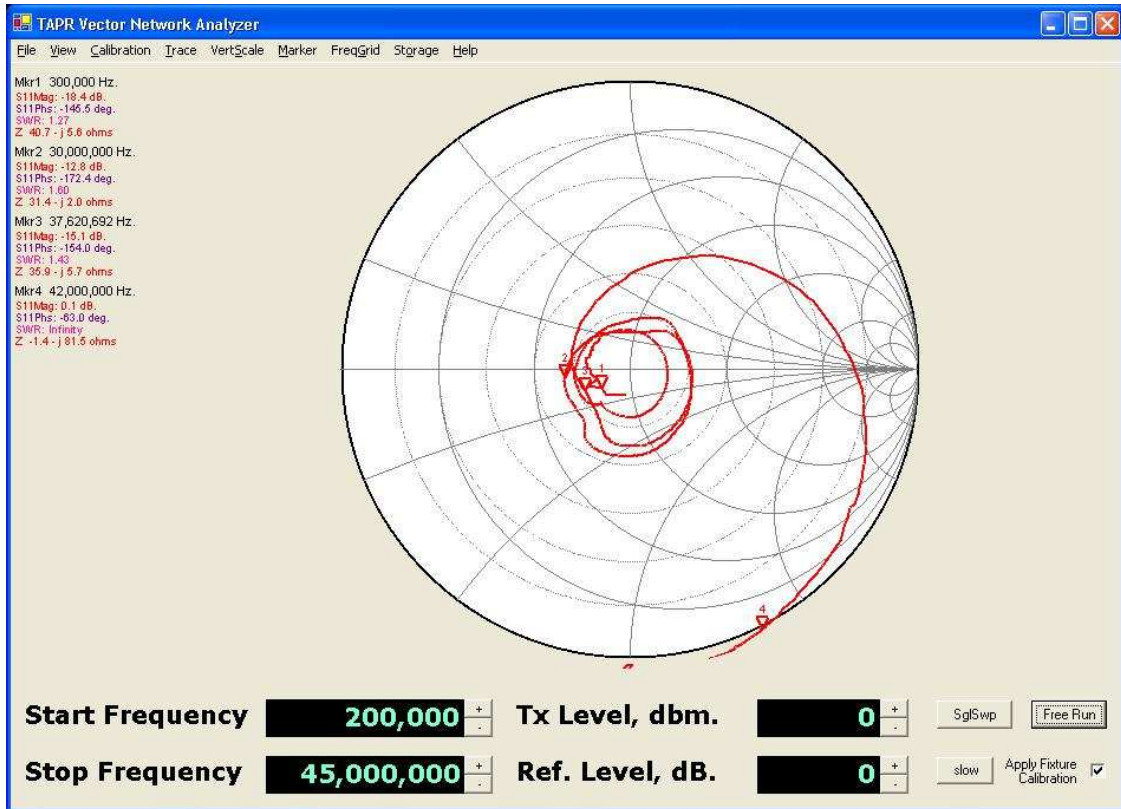 TAPR Vector Network Analyzer
File View Calibration Trace VertScale Marker FreqGrid Storage Help
Mkr1 300,000 Hz.
S11Mag: -18.4 dB.
S11Phs: -145.5 deg.
SWR: 1.27
Z 40.7 - j 5.6 ohms
Mkr2 30,000,000 Hz.
S11Mag: -12.8 dB.
S11Phs: -172.4 deg.
SWR: 1.60
Z 31.4 - j 2.0 ohms
Mkr3 37,620,692 Hz.
S11Mag: -15.1 dB.
S11Phs: -154.0 deg.
SWR: 1.43
Z 35.9 - j 5.7 ohms
Mkr4 42,000,000 Hz.
S11Mag: 0.1 dB.
S11Phs: -63.0 deg.
SWR: Infinity
Z -1.4 - j 81.5 ohms
2
3 1
4
Start Frequency 200,000 + - Tx Level, dbm. 0 + - SglSwp Free Run
Stop Frequency 45,000,000 + - Ref. Level, dB. 0 + - slow Apply Fixture
Calibration